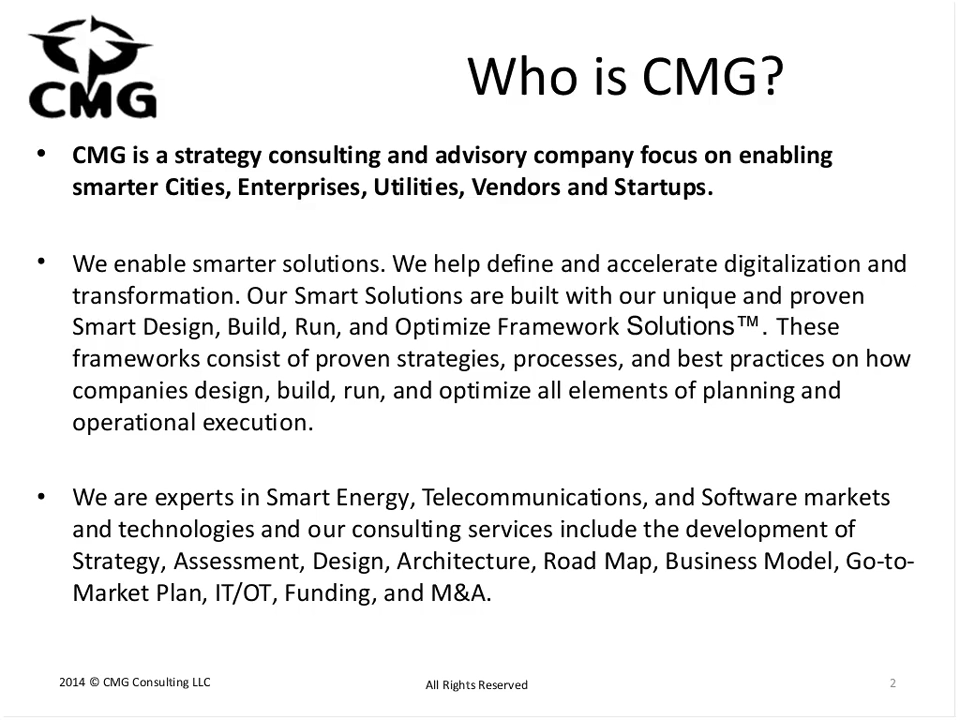 CMG
Who is CMG?
• CMG is a strategy consulting and advisory company focus on enabling
smarter Cities, Enterprises, Utilities, Vendors and Startups.
• We enable smarter solutions. We help define and accelerate digitalization and
transformation. Our Smart Solutions are built with our unique and proven
Smart Design, Build, Run, and Optimize Framework Solutions™. These
frameworks consist of proven strategies, processes, and best practices on how
companies design, build, run, and optimize all elements of planning and
operational execution.
• We are experts in Smart Energy, Telecommunications, and Software markets
and technologies and our consulting services include the development of
Strategy, Assessment, Design, Architecture, Road Map, Business Model, Go-to-
Market Plan, IT/OT, Funding, and M&A.
2014 © CMG Consulting LLC
All Rights Reserved
2